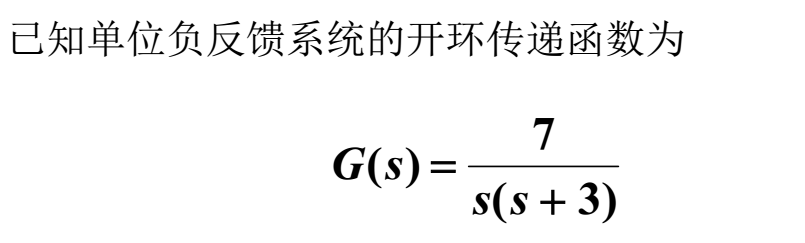 已知单位负反馈系统的开环传递函数为
G(s) = 7 / s(s + 3)